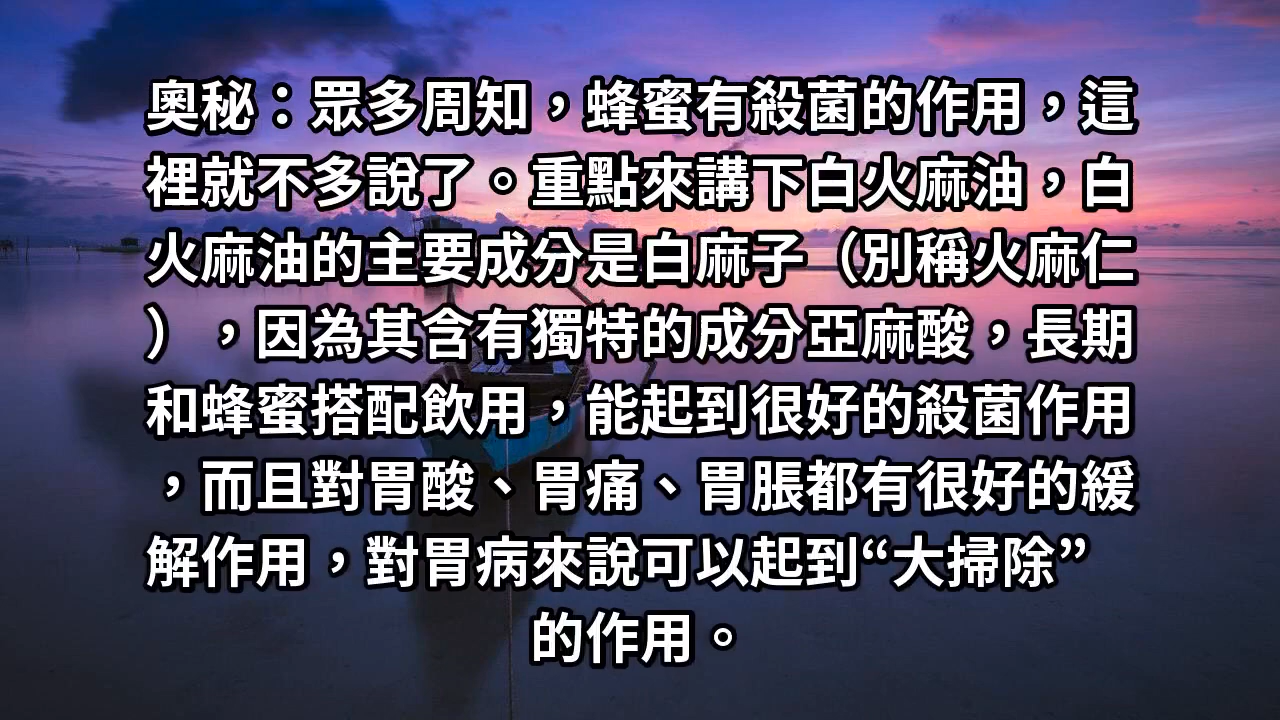 奧秘：眾多周知，蜂蜜有殺菌的作用，這
裡就不多說了。重點來講下白火麻油，白
火麻油的主要成分是白麻子（別稱火麻仁
），因為其含有獨特的成分亞麻酸，長期
和蜂蜜搭配飲用，能起到很好的殺菌作用
，而且對胃酸、胃痛、胃脹都有很好的緩
解作用，對胃病來說可以起到“大掃除”
的作用。